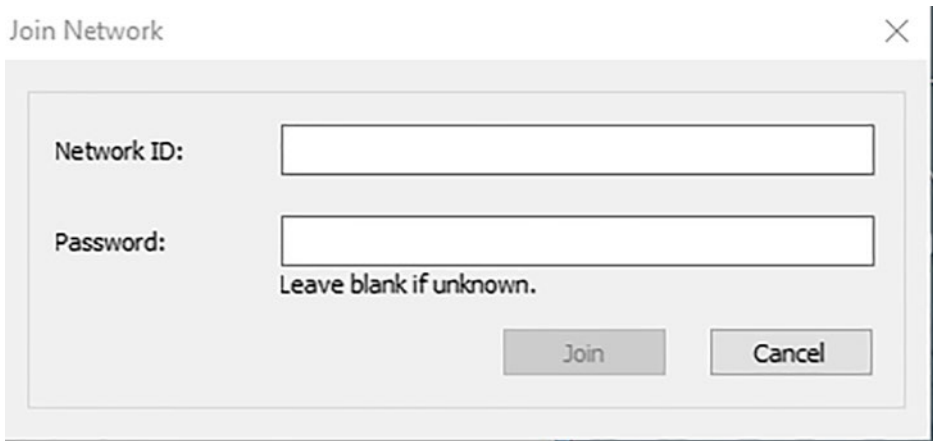 Join Network
Network ID:
Password:
Leave blank if unknown.
Join
Cancel